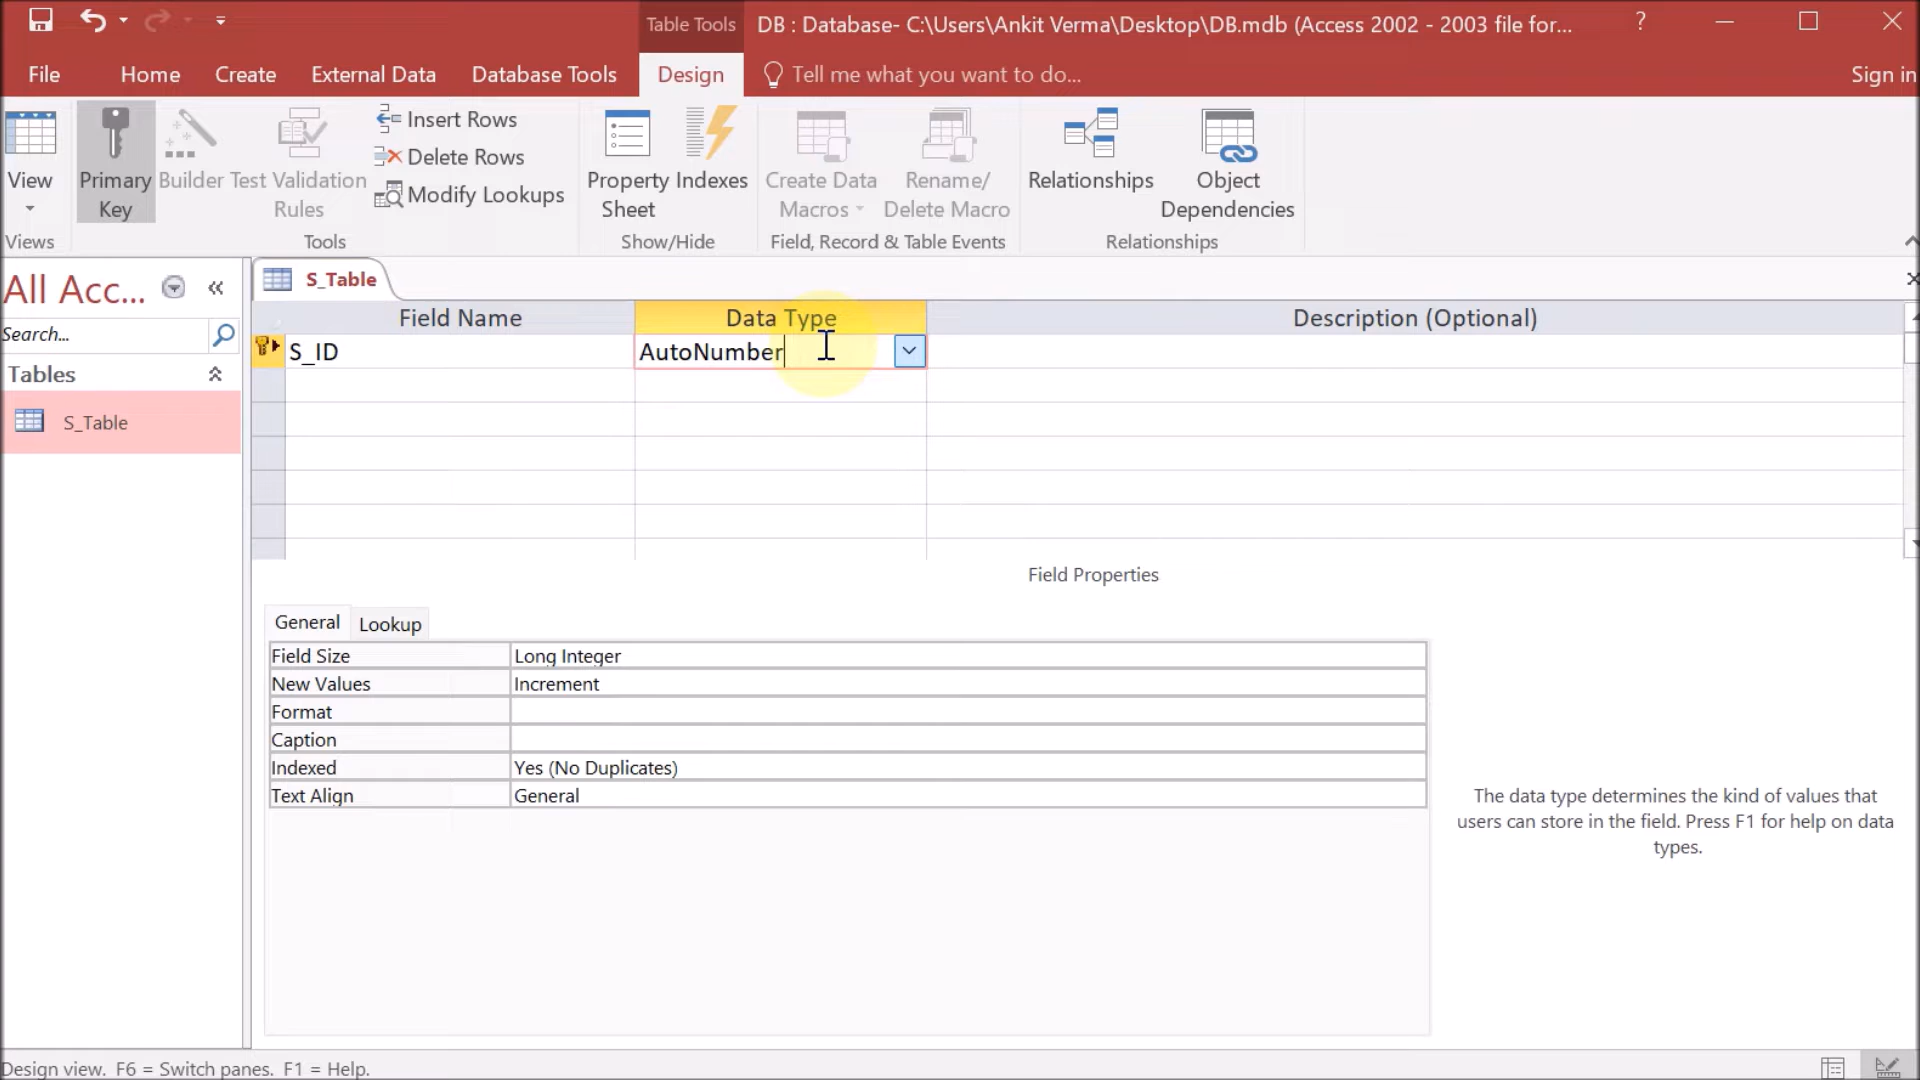 Table Tools
DB : Database- C:\Users\Ankit Verma\Desktop\DB.mdb (Access 2002 - 2003 file for...
?
File
Home
Create
External Data
Database Tools
Design
Tell me what you want to do...
Sign in
View
Primary Key
Builder
Test Validation Rules
Insert Rows
Delete Rows
Modify Lookups
Property Sheet
Indexes
Create Data Macros
Rename/ Delete Macro
Relationships
Object Dependencies
Views
Tools
Show/Hide
Field, Record & Table Events
Relationships
All Acc...
Search...
Tables
S_Table
S_Table
Field Name
Data Type
Description (Optional)
S_ID
AutoNumber
Field Properties
General
Lookup
Field Size
Long Integer
New Values
Increment
Format
Caption
Indexed
Yes (No Duplicates)
Text Align
General
The data type determines the kind of values that
users can store in the field. Press F1 for help on data
types.
Design view. F6 = Switch panes. F1 = Help.